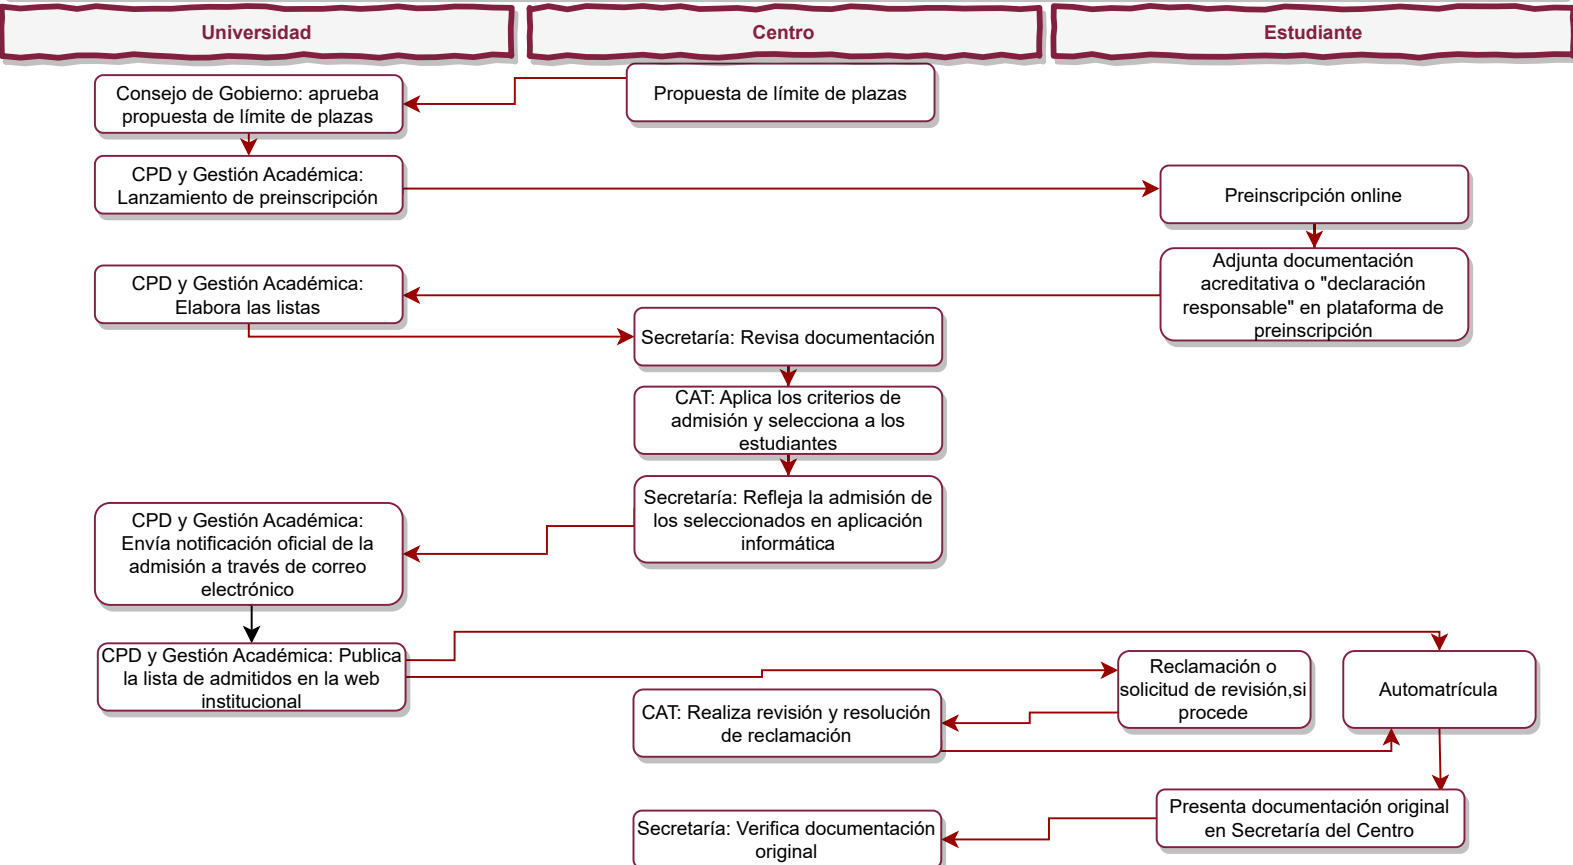 Universidad
Centro
Estudiante
Propuesta de límite de plazas
Consejo de Gobierno: aprueba
propuesta de límite de plazas
CPD y Gestión Académica:
Lanzamiento de preinscripción
Preinscripción online
Adjunta documentación
acreditativa o "declaración
responsable" en plataforma de
preinscripción
CPD y Gestión Académica:
Elabora las listas
Secretaría: Revisa documentación
CAT: Aplica los criterios de
admisión y selecciona a los
estudiantes
Secretaría: Refleja la admisión de
los seleccionados en aplicación
informática
CPD y Gestión Académica:
Envía notificación oficial de la
admisión a través de correo
electrónico
CPD y Gestión Académica: Publica
la lista de admitidos en la web
institucional
Reclamación o
solicitud de revisión,si
procede
Automatrícula
CAT: Realiza revisión y resolución
de reclamación
Presenta documentación original
en Secretaría del Centro
Secretaría: Verifica documentación
original